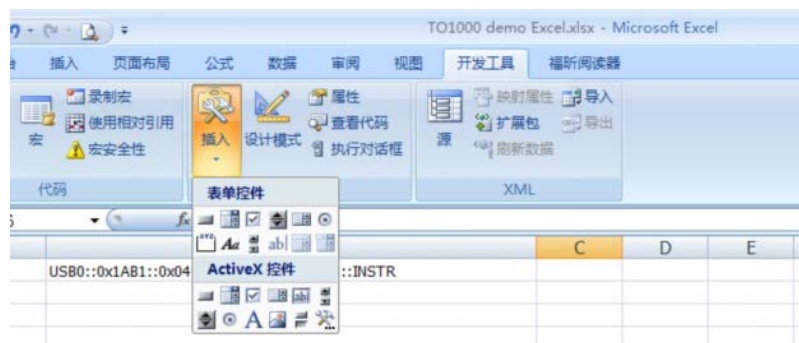 TO1000 demo Excel.xlsx - Microsoft Excel
插入 页面布局 公式 数据 审阅 视图 开发工具 福昕阅读器
录制宏 属性 映射属性 导入
宏 使用相对引用 插入 设计模式 查看代码 源 扩展包 导出
宏安全性 执行对话框 刷新数据
代码 XML
表单控件
fx
Aa ab|
C D E
USB0::0x1AB1::0x04 ActiveX 控件 ::INSTR
ab|
A